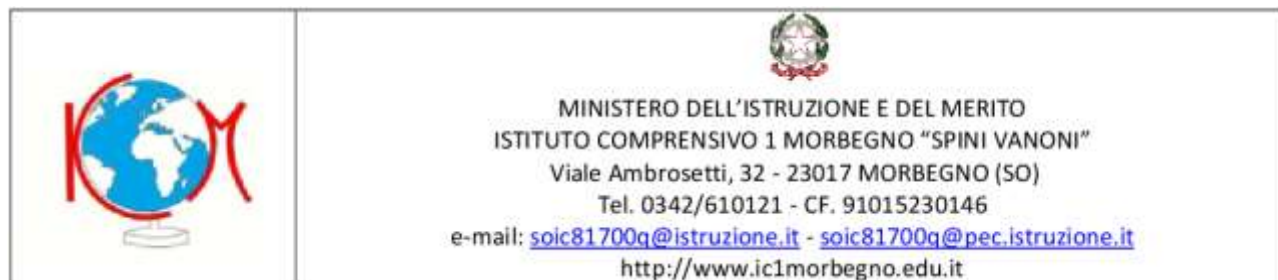 ICM
MINISTERO DELL'ISTRUZIONE E DEL MERITO
ISTITUTO COMPRENSIVO 1 MORBEGNO "SPINI VANONI"
Viale Ambrosetti, 32 - 23017 MORBEGNO (SO)
Tel. 0342/610121 - CF. 91015230146
e-mail: soic81700q@istruzione.it - soic81700q@pec.istruzione.it
http://www.ic1morbegno.edu.it